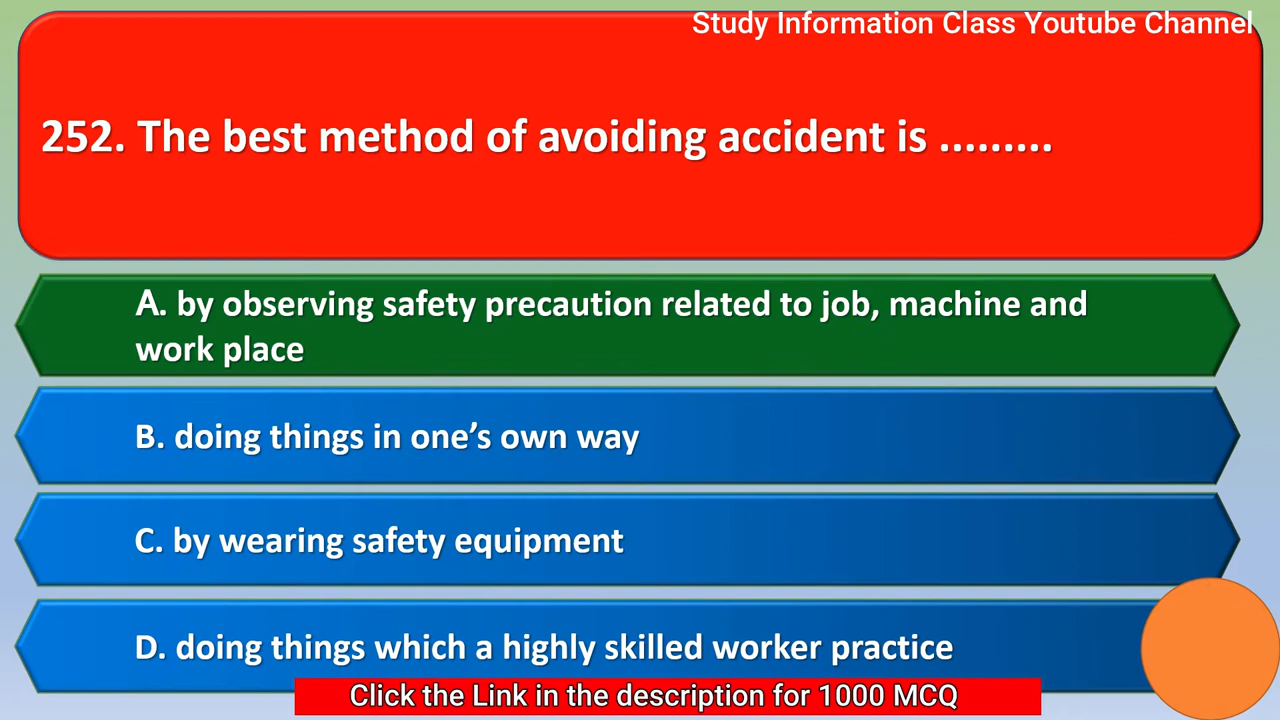 Study Information Class Youtube Channel
252. The best method of avoiding accident is .........
A. by observing safety precaution related to job, machine and
work place
B. doing things in one’s own way
C. by wearing safety equipment
D. doing things which a highly skilled worker practice
Click the Link in the description for 1000 MCQ